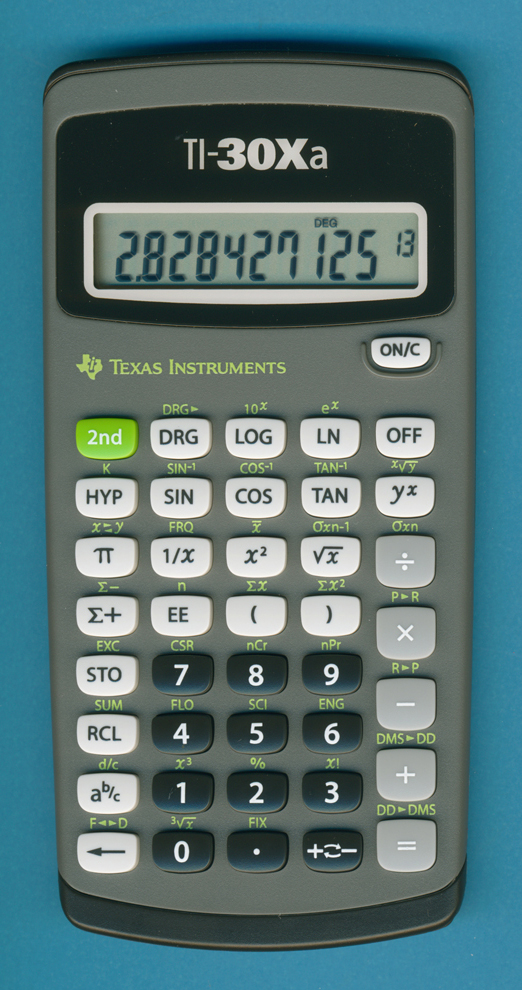 TI-30Xa
DEG
2.828427125 13
TEXAS INSTRUMENTS
ON/C
DRG► 10ˣ eˣ
2nd DRG LOG LN OFF
K SIN⁻¹ COS⁻¹ TAN⁻¹ ˣ√y
HYP SIN COS TAN yˣ
x⇆y FRQ x̄ σxn-1 σxn
π 1/x x² √x ÷
Σ− n Σx Σx² P►R
Σ+ EE ( ) ×
EXC CSR nCr nPr R►P
STO 7 8 9 −
SUM FLO SCI ENG DMS►DD
RCL 4 5 6 +
d/c x³ % x! DD►DMS
aᵇ/c 1 2 3 =
F◄►D ³√x FIX
← 0 . +⇆−